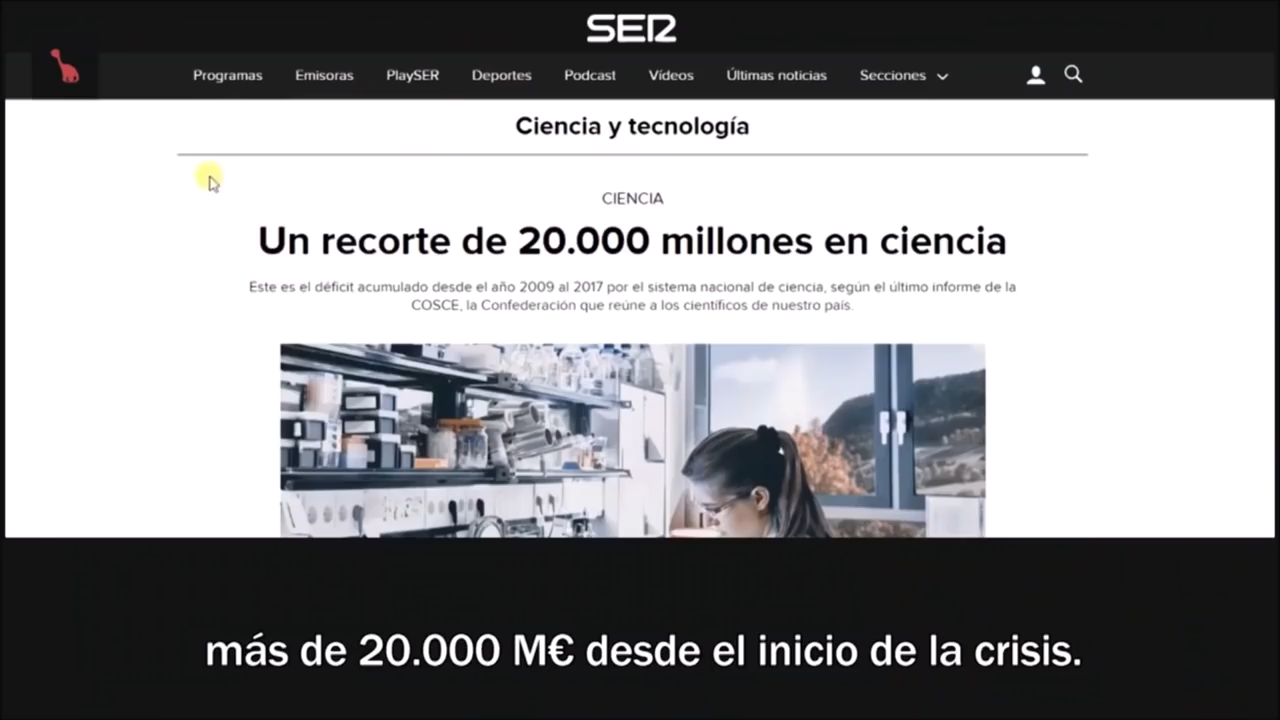 SER
Programas Emisoras PlaySER Deportes Podcast Vídeos Últimas noticias Secciones
Ciencia y tecnología
CIENCIA
Un recorte de 20.000 millones en ciencia
Este es el déficit acumulado desde el año 2009 al 2017 por el sistema nacional de ciencia, según el último informe de la
COSCE, la Confederación que reúne a los científicos de nuestro país.
más de 20.000 M€ desde el inicio de la crisis.